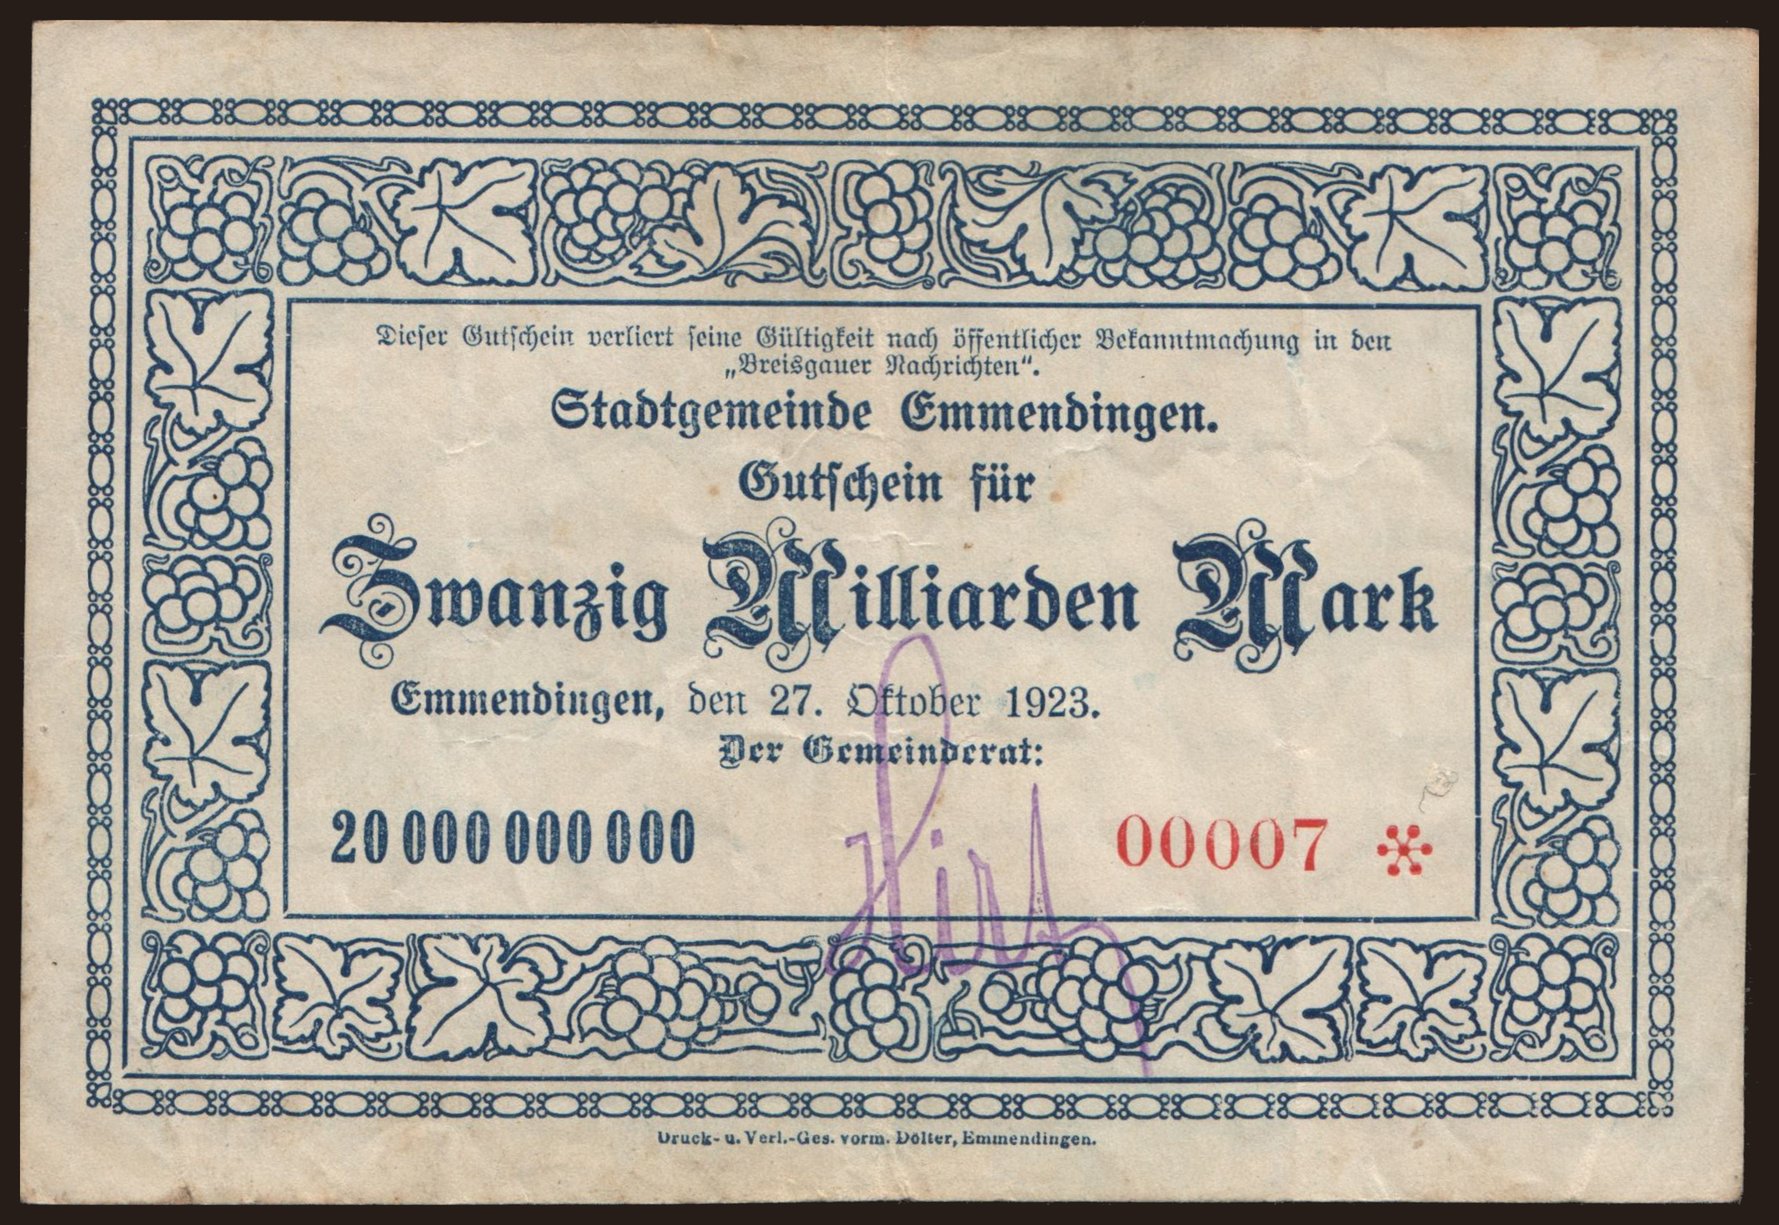 Dieser Gutschein verliert seine Gültigkeit nach öffentlicher Bekanntmachung in den
„Breisgauer Nachrichten“.
Stadtgemeinde Emmendingen.
Gutschein für
Zwanzig Milliarden Mark
Emmendingen, den 27. Oktober 1923.
Der Gemeinderat:
20 000 000 000
00007 *
Druck- u. Verl.-Ges. vorm. Dölter, Emmendingen.